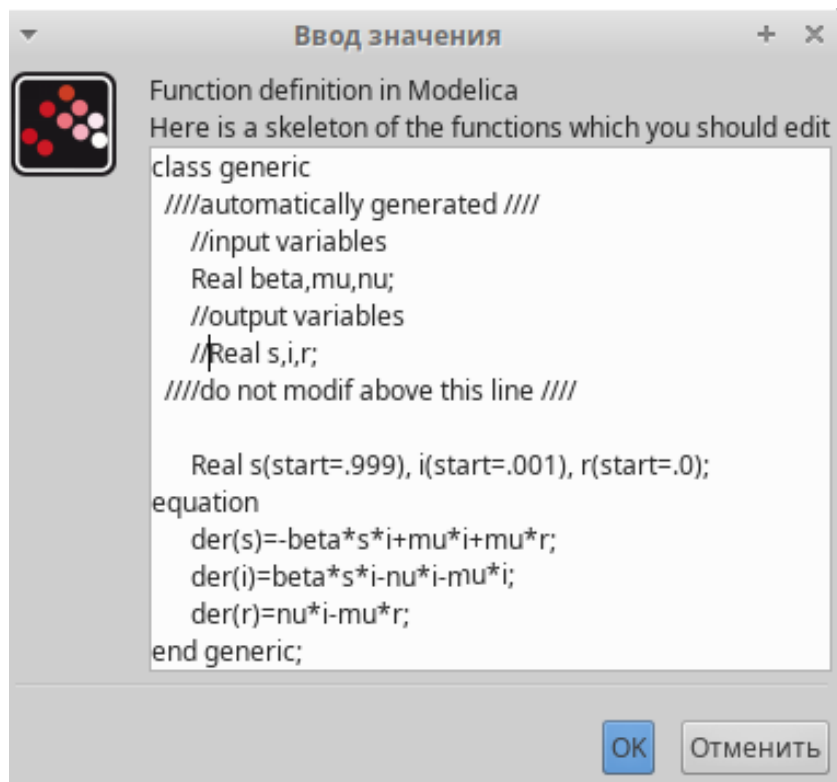 Ввод значения
Function definition in Modelica
Here is a skeleton of the functions which you should edit
class generic
////automatically generated ////
//input variables
Real beta,mu,nu;
//output variables
//Real s,i,r;
////do not modif above this line ////
Real s(start=.999), i(start=.001), r(start=.0);
equation
der(s)=-beta*s*i+mu*i+mu*r;
der(i)=beta*s*i-nu*i-mu*i;
der(r)=nu*i-mu*r;
end generic;
OK Отменить